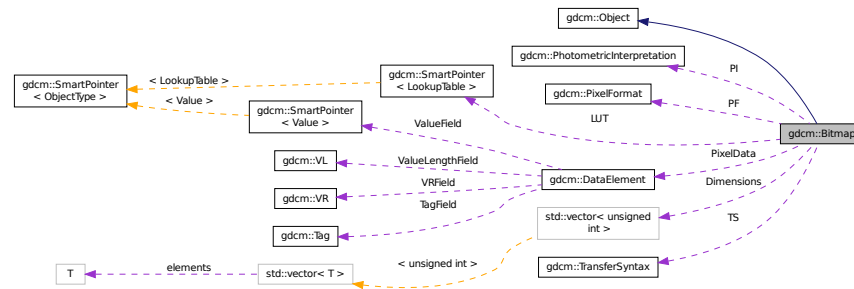 gdcm::Object
gdcm::PhotometricInterpretation
gdcm::SmartPointer
< LookupTable >
< LookupTable >
gdcm::SmartPointer
< ObjectType >
PI
< Value >
gdcm::PixelFormat
PF
gdcm::SmartPointer
< Value >
ValueField
LUT
gdcm::Bitmap
PixelData
gdcm::VL
ValueLengthField
gdcm::DataElement
Dimensions
VRField
gdcm::VR
TagField
std::vector< unsigned
int >
TS
gdcm::Tag
< unsigned int >
gdcm::TransferSyntax
elements
T
std::vector< T >